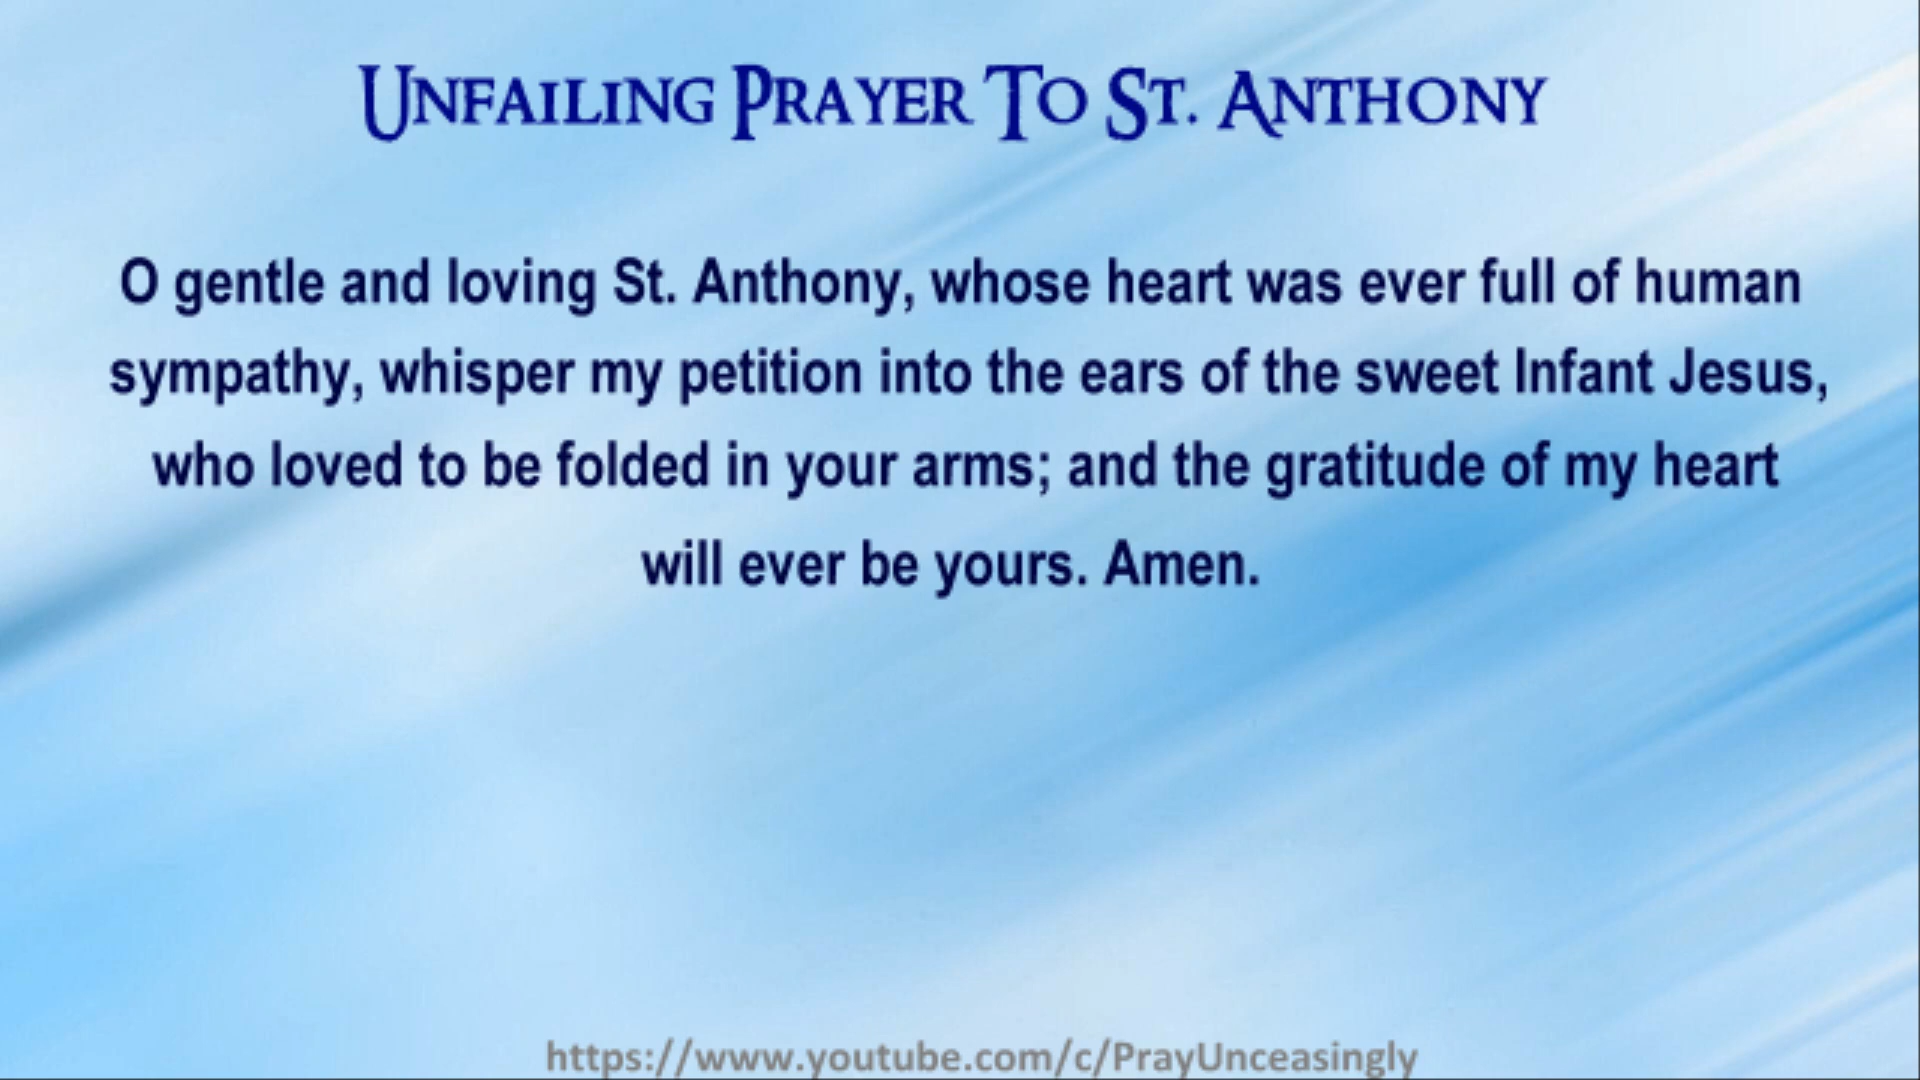 UNFAILING PRAYER TO ST. ANTHONY
O gentle and loving St. Anthony, whose heart was ever full of human
sympathy, whisper my petition into the ears of the sweet Infant Jesus,
who loved to be folded in your arms; and the gratitude of my heart
will ever be yours. Amen.
https://www.youtube.com/c/PrayUnceasingly